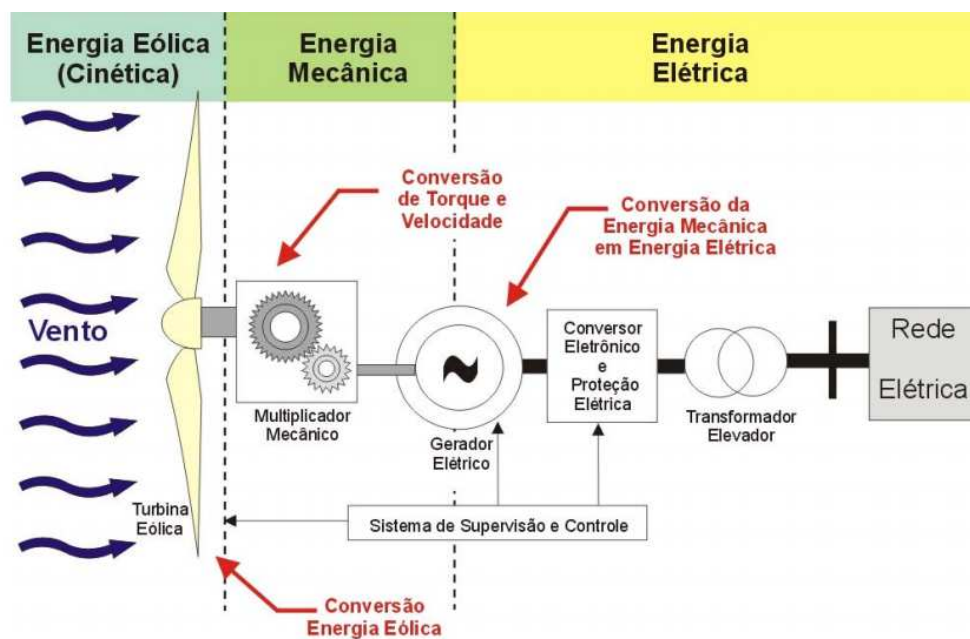 Energia Eólica
(Cinética)
Energia
Mecânica
Energia
Elétrica
Conversão
de Torque e
Velocidade
Conversão da
Energia Mecânica
em Energia Elétrica
Vento
Multiplicador
Mecânico
Gerador
Elétrico
Conversor
Eletrônico
e
Proteção
Elétrica
Transformador
Elevador
Rede
Elétrica
Turbina
Eólica
Sistema de Supervisão e Controle
Conversão
Energia Eólica